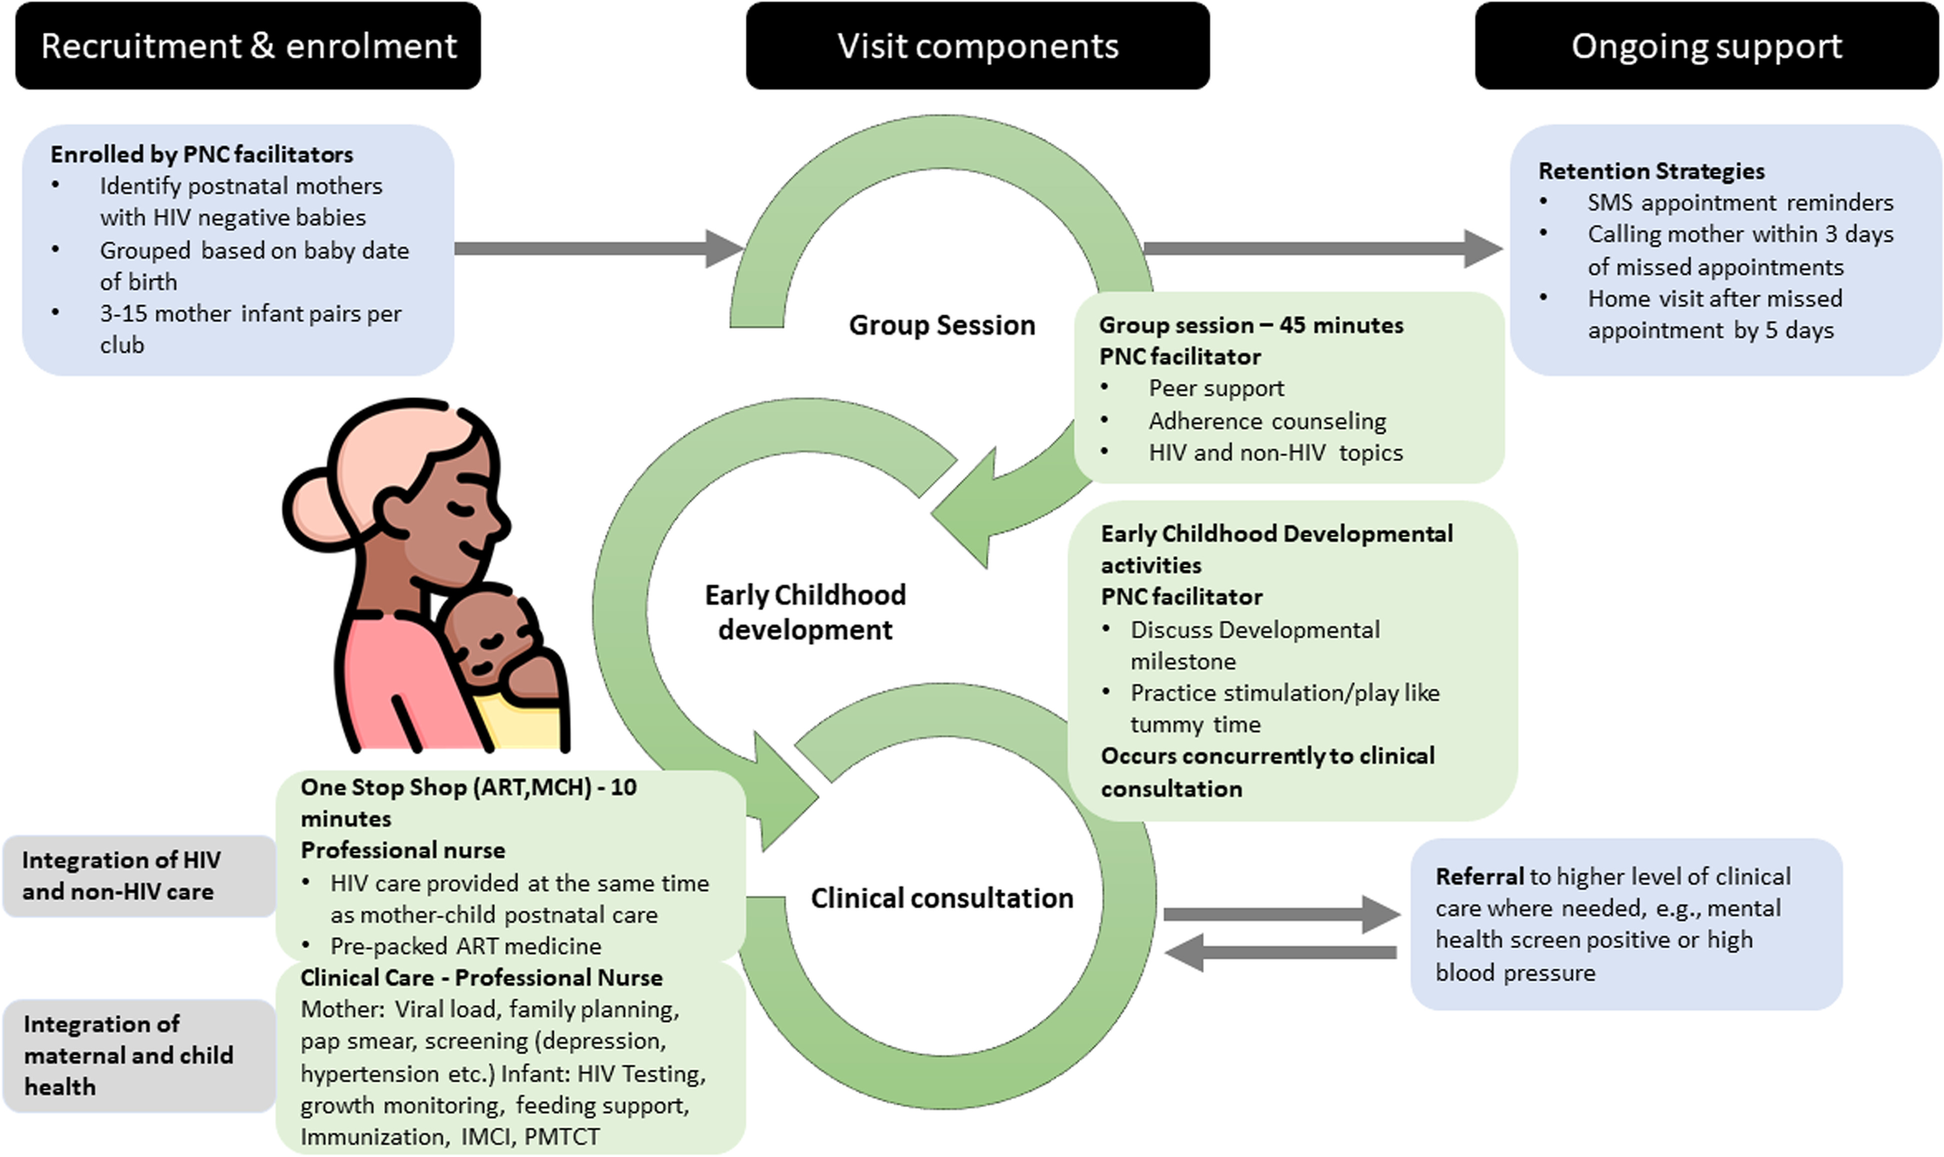 Recruitment & enrolment
Visit components
Ongoing support
Enrolled by PNC facilitators
• Identify postnatal mothers
with HIV negative babies
• Grouped based on baby date
of birth
• 3-15 mother infant pairs per
club
Retention Strategies
• SMS appointment reminders
• Calling mother within 3 days
of missed appointments
• Home visit after missed
appointment by 5 days
Group Session
Group session – 45 minutes
PNC facilitator
• Peer support
• Adherence counseling
• HIV and non-HIV topics
Early Childhood
development
Early Childhood Developmental
activities
PNC facilitator
• Discuss Developmental
milestone
• Practice stimulation/play like
tummy time
Occurs concurrently to clinical
consultation
Integration of HIV
and non-HIV care
One Stop Shop (ART,MCH) - 10
minutes
Professional nurse
• HIV care provided at the same time
as mother-child postnatal care
• Pre-packed ART medicine
Clinical consultation
Referral to higher level of clinical
care where needed, e.g., mental
health screen positive or high
blood pressure
Integration of
maternal and child
health
Clinical Care - Professional Nurse
Mother: Viral load, family planning,
pap smear, screening (depression,
hypertension etc.) Infant: HIV Testing,
growth monitoring, feeding support,
Immunization, IMCI, PMTCT